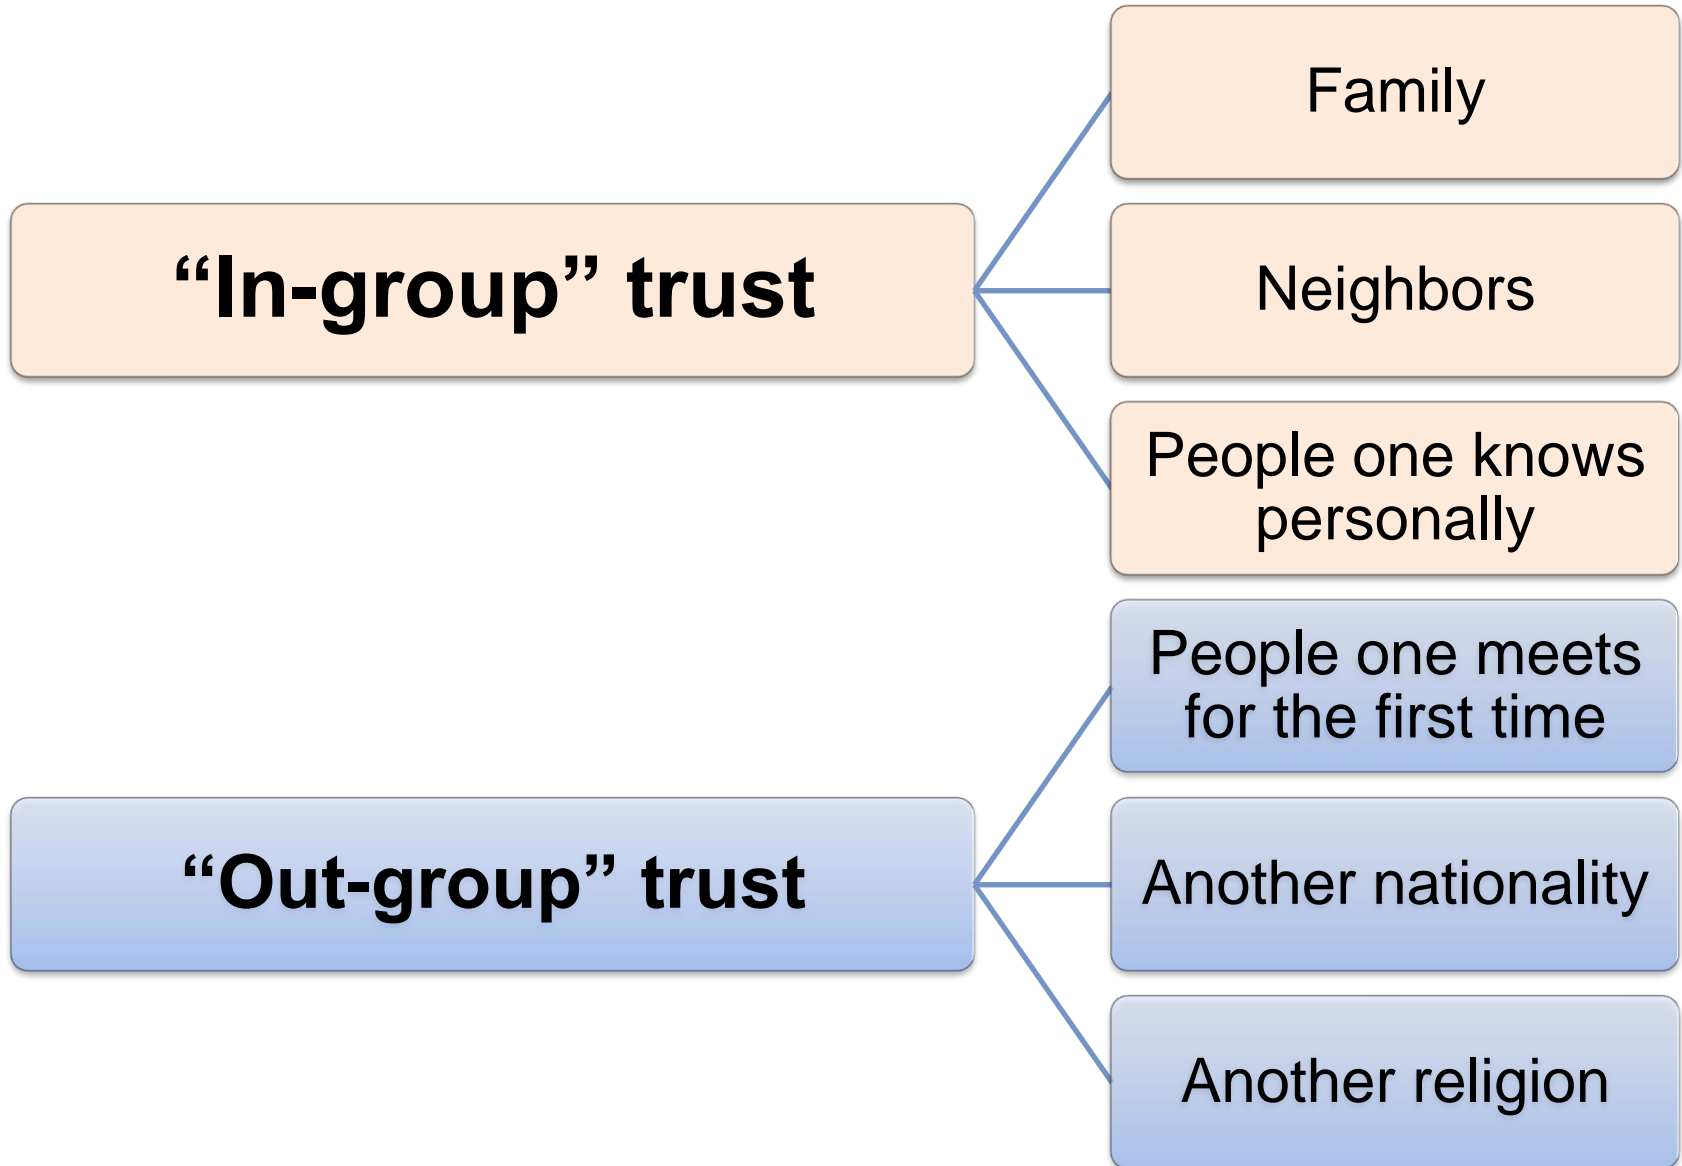 “In-group” trust
Family
Neighbors
People one knows
personally
“Out-group” trust
People one meets
for the first time
Another nationality
Another religion